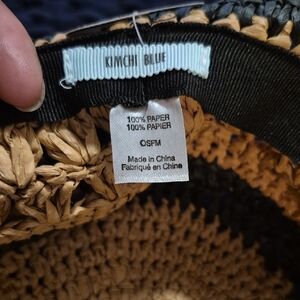 KIMCHI BLUE
100% PAPER
100% PAPIER
OSFM
Made in China
Fabriqué en Chine